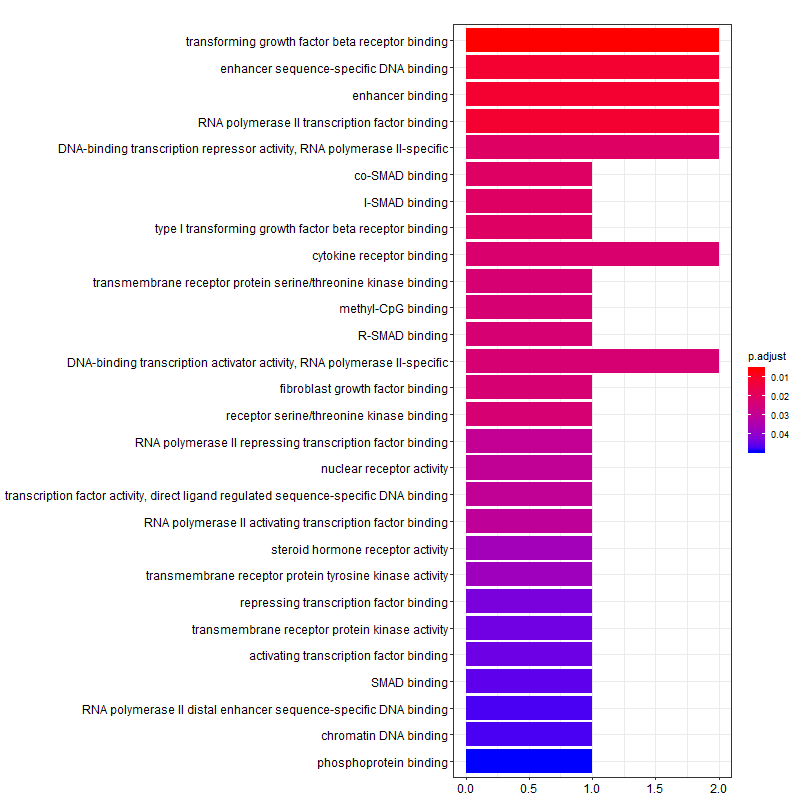 transforming growth factor beta receptor binding
enhancer sequence-specific DNA binding
enhancer binding
RNA polymerase II transcription factor binding
DNA-binding transcription repressor activity, RNA polymerase II-specific
co-SMAD binding
I-SMAD binding
type I transforming growth factor beta receptor binding
cytokine receptor binding
transmembrane receptor protein serine/threonine kinase binding
methyl-CpG binding
R-SMAD binding
DNA-binding transcription activator activity, RNA polymerase II-specific
fibroblast growth factor binding
receptor serine/threonine kinase binding
RNA polymerase II repressing transcription factor binding
nuclear receptor activity
transcription factor activity, direct ligand regulated sequence-specific DNA binding
RNA polymerase II activating transcription factor binding
steroid hormone receptor activity
transmembrane receptor protein tyrosine kinase activity
repressing transcription factor binding
transmembrane receptor protein kinase activity
activating transcription factor binding
SMAD binding
RNA polymerase II distal enhancer sequence-specific DNA binding
chromatin DNA binding
phosphoprotein binding
0.0 0.5 1.0 1.5 2.0
p.adjust
0.01
0.02
0.03
0.04